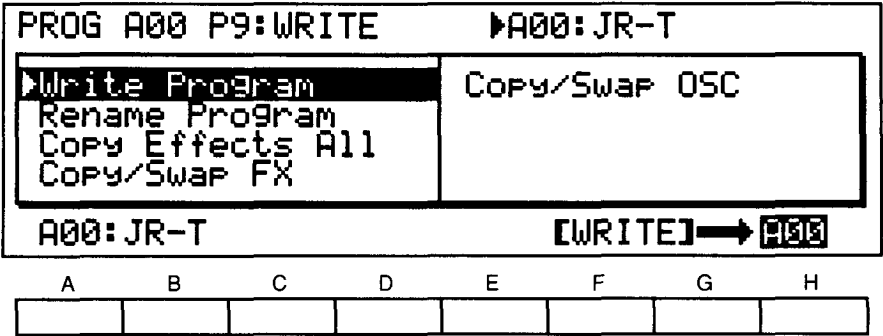 PROG A00 P9:WRITE ▶A00:JR-T
▶Write Program
Rename Program
Copy Effects All
Copy/Swap FX
Copy/Swap OSC
A00:JR-T [WRITE]→A00
A B C D E F G H